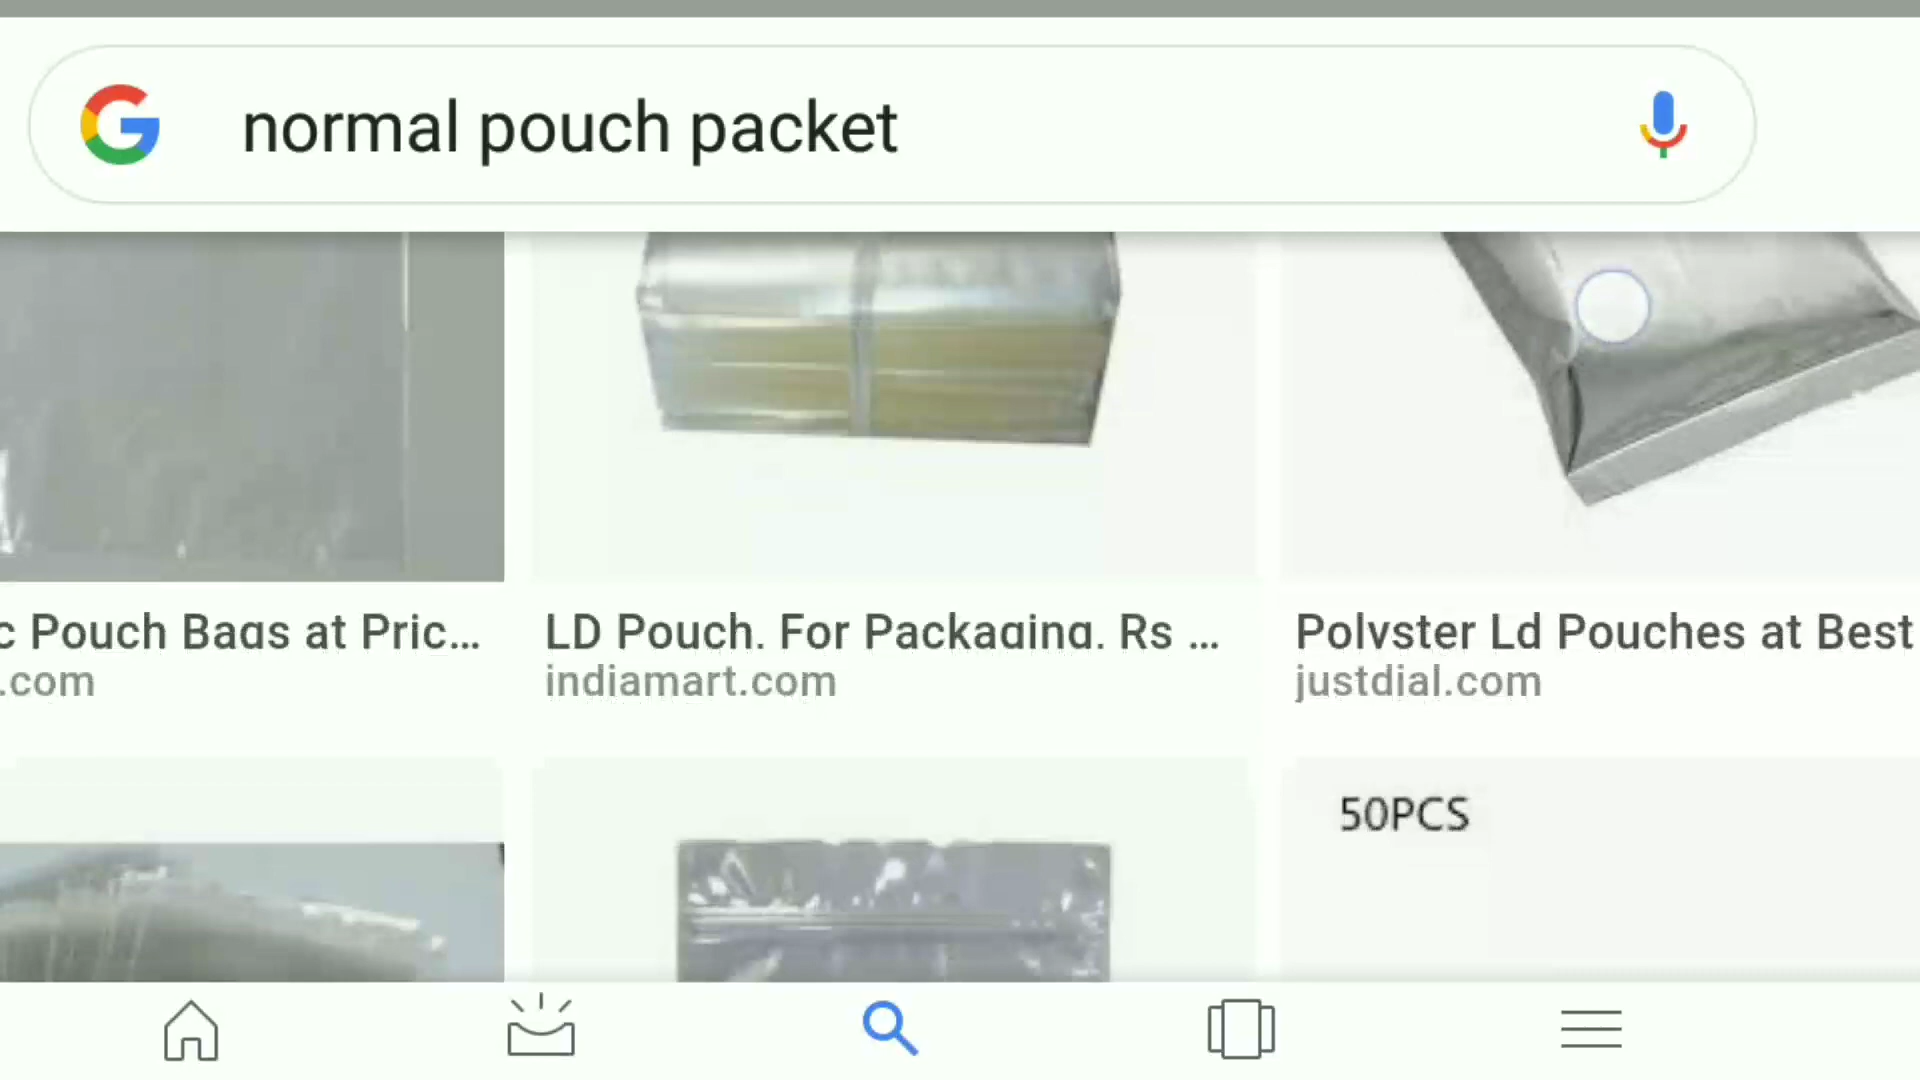 normal pouch packet
c Pouch Bags at Pric...
.com
LD Pouch. For Packaging. Rs ...
indiamart.com
Polyster Ld Pouches at Best
justdial.com
50PCS